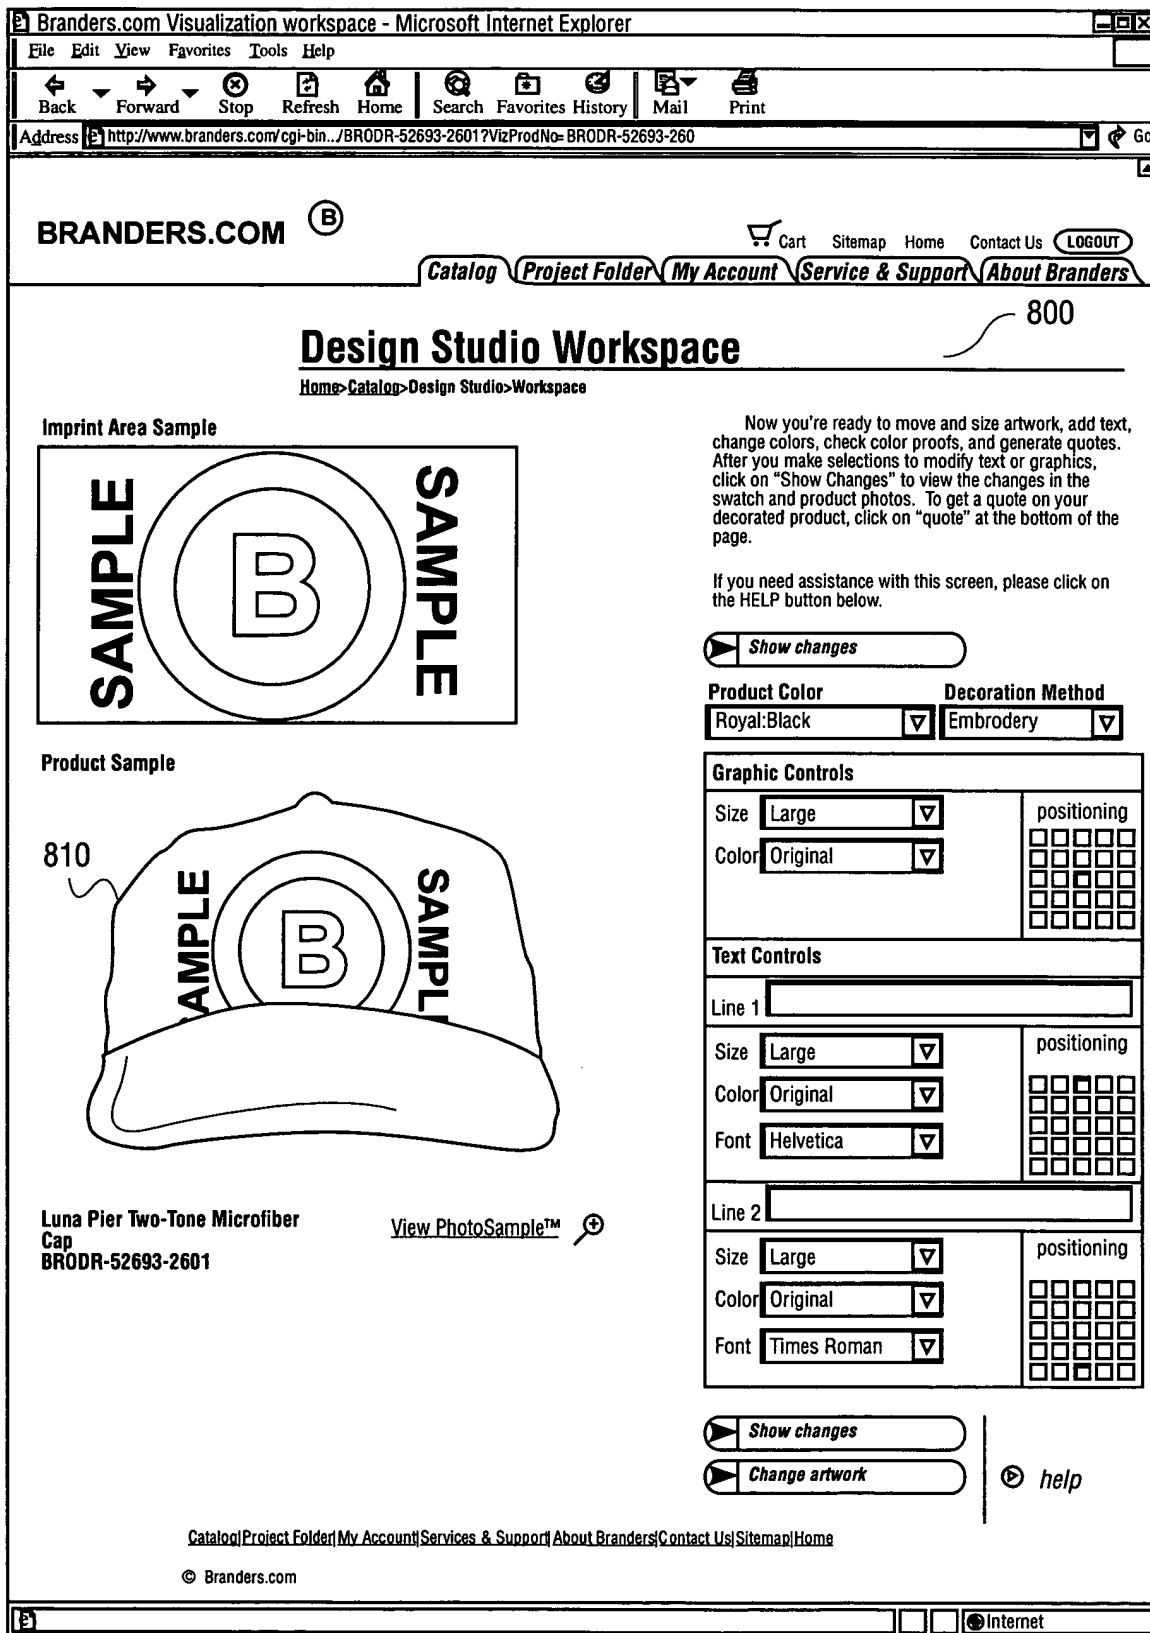 Branders.com Visualization workspace - Microsoft Internet Explorer
File Edit View Favorites Tools Help
Back Forward Stop Refresh Home Search Favorites History Mail Print
Address http://www.branders.com/cgi-bin.../BRODR-52693-2601?VizProdNo=BRODR-52693-260 Go
BRANDERS.COM B
Cart Sitemap Home Contact Us LOGOUT
Catalog Project Folder My Account Service & Support About Branders
800
Design Studio Workspace
Home>Catalog>Design Studio>Workspace
Imprint Area Sample
SAMPLE B SAMPLE
Product Sample
810
SAMPLE B SAMPL
Luna Pier Two-Tone Microfiber
Cap
BRODR-52693-2601
View PhotoSample™
Now you're ready to move and size artwork, add text,
change colors, check color proofs, and generate quotes.
After you make selections to modify text or graphics,
click on "Show Changes" to view the changes in the
swatch and product photos. To get a quote on your
decorated product, click on "quote" at the bottom of the
page.
If you need assistance with this screen, please click on
the HELP button below.
Show changes
Product Color Decoration Method
Royal:Black Embrodery
Graphic Controls
Size Large positioning
Color Original
Text Controls
Line 1
Size Large positioning
Color Original
Font Helvetica
Line 2
Size Large positioning
Color Original
Font Times Roman
Show changes
Change artwork
help
Catalog|Project Folder|My Account|Services & Support|About Branders|Contact Us|Sitemap|Home
© Branders.com
Internet